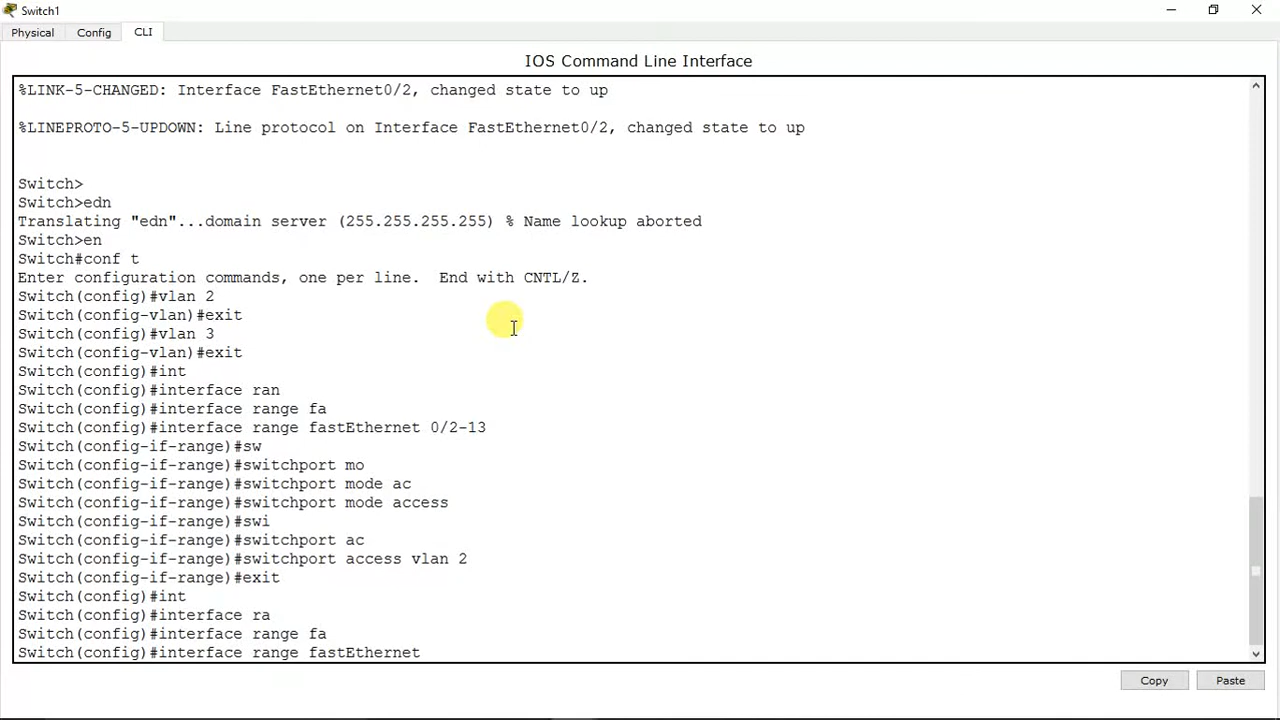 Switch1
Physical Config CLI
IOS Command Line Interface
%LINK-5-CHANGED: Interface FastEthernet0/2, changed state to up
%LINEPROTO-5-UPDOWN: Line protocol on Interface FastEthernet0/2, changed state to up
Switch>
Switch>edn
Translating "edn"...domain server (255.255.255.255) % Name lookup aborted
Switch>en
Switch#conf t
Enter configuration commands, one per line.  End with CNTL/Z.
Switch(config)#vlan 2
Switch(config-vlan)#exit
Switch(config)#vlan 3
Switch(config-vlan)#exit
Switch(config)#int
Switch(config)#interface ran
Switch(config)#interface range fa
Switch(config)#interface range fastEthernet 0/2-13
Switch(config-if-range)#sw
Switch(config-if-range)#switchport mo
Switch(config-if-range)#switchport mode ac
Switch(config-if-range)#switchport mode access
Switch(config-if-range)#swi
Switch(config-if-range)#switchport ac
Switch(config-if-range)#switchport access vlan 2
Switch(config-if-range)#exit
Switch(config)#int
Switch(config)#interface ra
Switch(config)#interface range fa
Switch(config)#interface range fastEthernet
Copy Paste